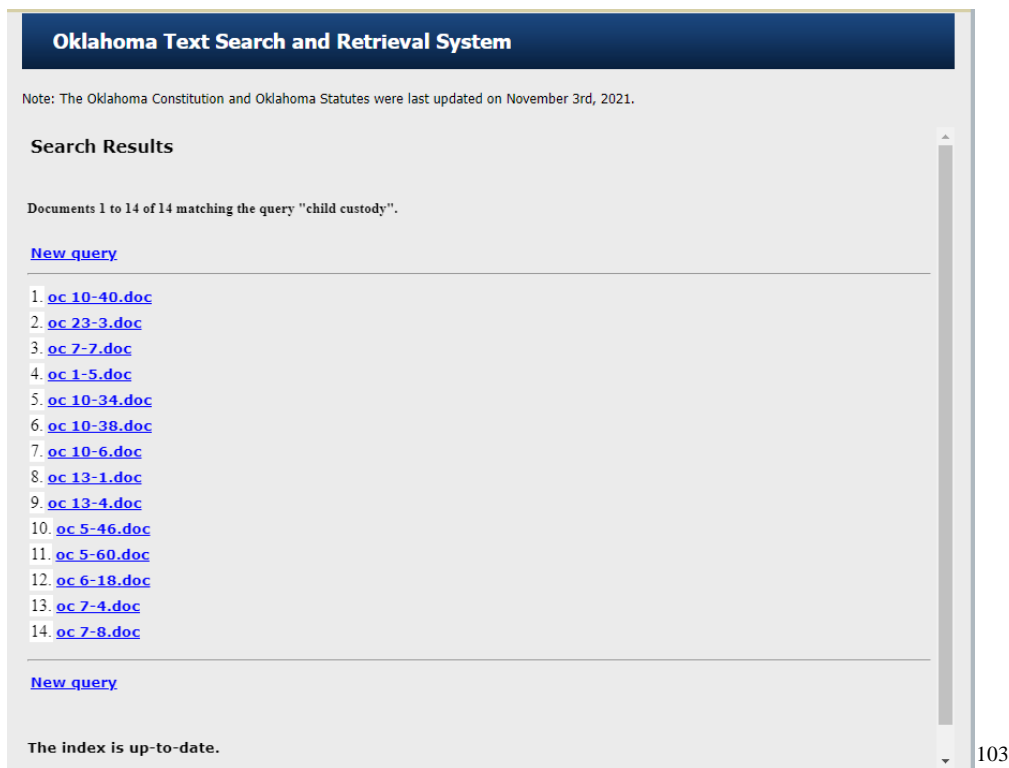 Oklahoma Text Search and Retrieval System
Note: The Oklahoma Constitution and Oklahoma Statutes were last updated on November 3rd, 2021.
Search Results
Documents 1 to 14 of 14 matching the query "child custody".
New query
1. oc 10-40.doc
2. oc 23-3.doc
3. oc 7-7.doc
4. oc 1-5.doc
5. oc 10-34.doc
6. oc 10-38.doc
7. oc 10-6.doc
8. oc 13-1.doc
9. oc 13-4.doc
10. oc 5-46.doc
11. oc 5-60.doc
12. oc 6-18.doc
13. oc 7-4.doc
14. oc 7-8.doc
New query
The index is up-to-date.
103